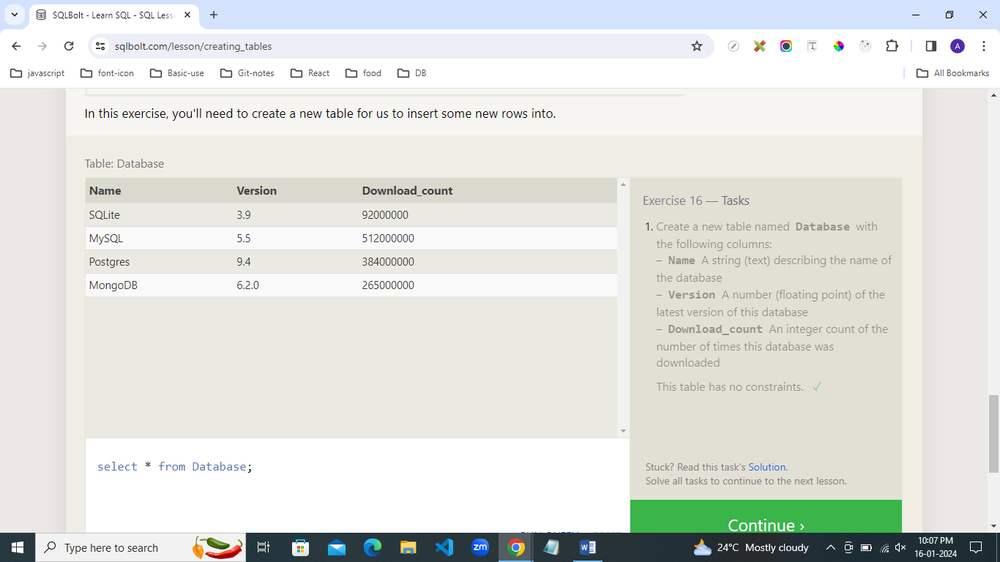 SQLBolt - Learn SQL - SQL Less
sqlbolt.com/lesson/creating_tables
A
javascript font-icon Basic-use Git-notes React food DB All Bookmarks
In this exercise, you'll need to create a new table for us to insert some new rows into.
Table: Database
Name Version Download_count
SQLite 3.9 92000000
MySQL 5.5 512000000
Postgres 9.4 384000000
MongoDB 6.2.0 265000000
select * from Database;
Exercise 16 — Tasks
1. Create a new table named Database with
the following columns:
– Name A string (text) describing the name of
the database
– Version A number (floating point) of the
latest version of this database
– Download_count An integer count of the
number of times this database was
downloaded
This table has no constraints. ✓
Stuck? Read this task's Solution.
Solve all tasks to continue to the next lesson.
Continue ›
Type here to search
zm
24°C Mostly cloudy
10:07 PM
16-01-2024